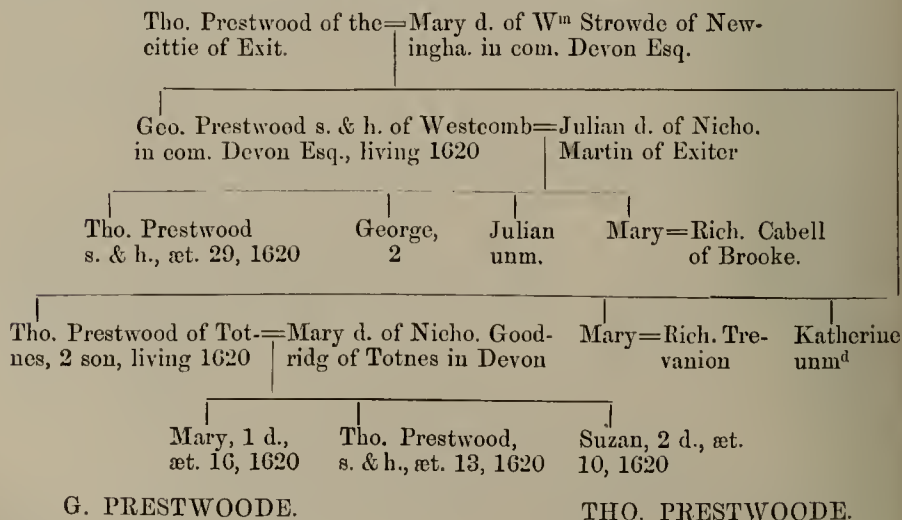 Tho. Prestwood of the=Mary d. of Wᵐ Strowde of New-
cittie of Exit. ingha. in com. Devon Esq.
Geo. Prestwood s. & h. of Westcomb=Julian d. of Nicho.
in com. Devon Esq., living 1620 Martin of Exiter
Tho. Prestwood George, Julian Mary=Rich. Cabell
s. & h., æt. 29, 1620 2 unm. of Brooke.
Tho. Prestwood of Tot-=Mary d. of Nicho. Good- Mary=Rich. Tre- Katherine
nes, 2 son, living 1620 ridg of Totnes in Devon vanion unmᵈ
Mary, 1 d., Tho. Prestwood, Suzan, 2 d., æt.
æt. 16, 1620 s. & h., æt. 13, 1620 10, 1620
G. PRESTWOODE. THO. PRESTWOODE.